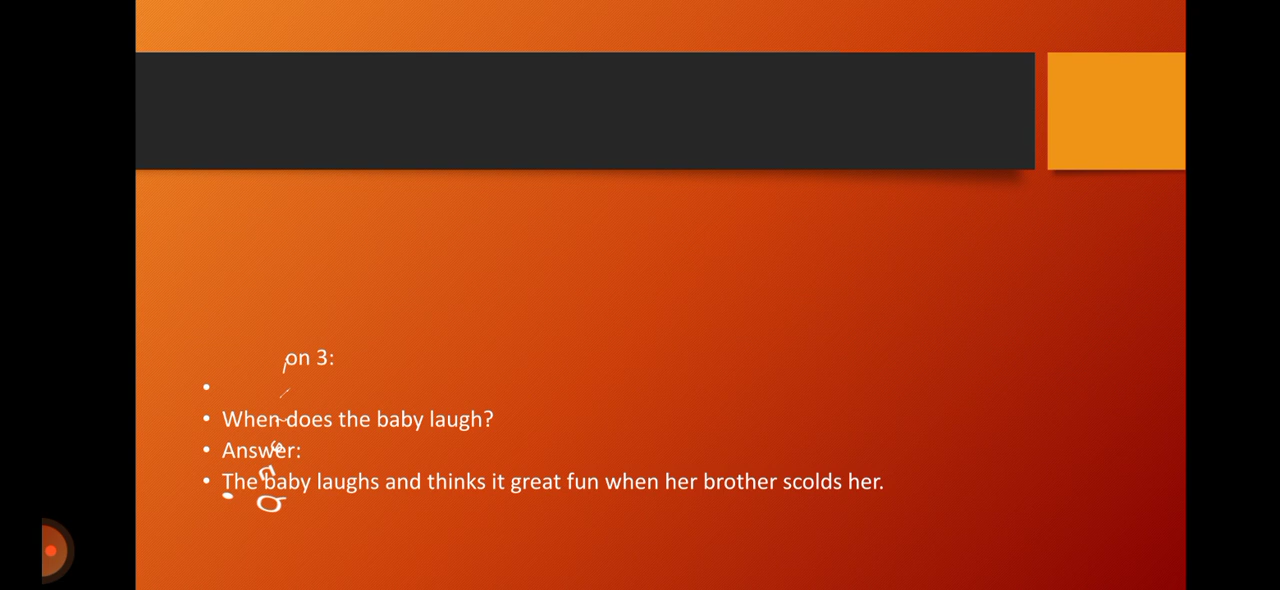 on 3:
When does the baby laugh?
Answer:
The baby laughs and thinks it great fun when her brother scolds her.